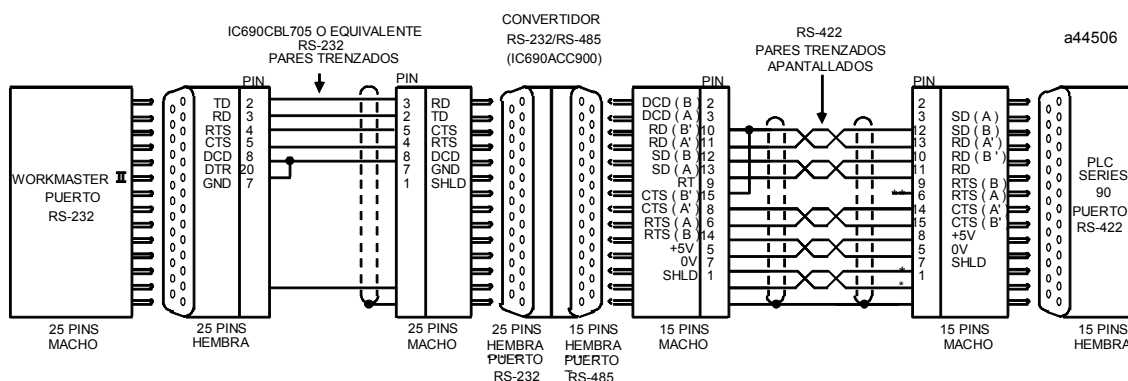 IC690CBL705 O EQUIVALENTE
RS-232
PARES TRENZADOS
CONVERTIDOR
RS-232/RS-485
(IC690ACC900)
RS-422
PARES TRENZADOS
APANTALLADOS
a44506
WORKMASTER II
PUERTO
RS-232
25 PINS
MACHO
PIN
TD 2
RD 3
RTS 4
CTS 5
DCD 8
DTR 20
GND 7
25 PINS
HEMBRA
PIN
3 RD
2 TD
5 CTS
4 RTS
8 DCD
7 GND
1 SHLD
25 PINS
MACHO
25 PINS
HEMBRA
PUERTO
RS-232
15 PINS
HEMBRA
PUERTO
RS-485
PIN
DCD ( B ) 2
DCD ( A ) 3
RD ( B' ) 10
RD ( A' ) 11
SD ( B ) 12
SD ( A ) 13
RT 9
CTS ( B' ) 15
CTS ( A' ) 8
RTS ( A ) 6
RTS ( B ) 14
+5V 5
0V 7
SHLD 1
15 PINS
MACHO
PIN
2
3 SD ( A )
12 SD ( B )
13 RD ( A' )
10 RD ( B' )
11 RD
9 RTS ( B )
** 6 RTS ( A )
14 CTS ( A' )
15 CTS ( B' )
8 +5V
5 0V
7 SHLD
* 1
*
15 PINS
MACHO
PLC
SERIES
90
PUERTO
RS-422
15 PINS
HEMBRA